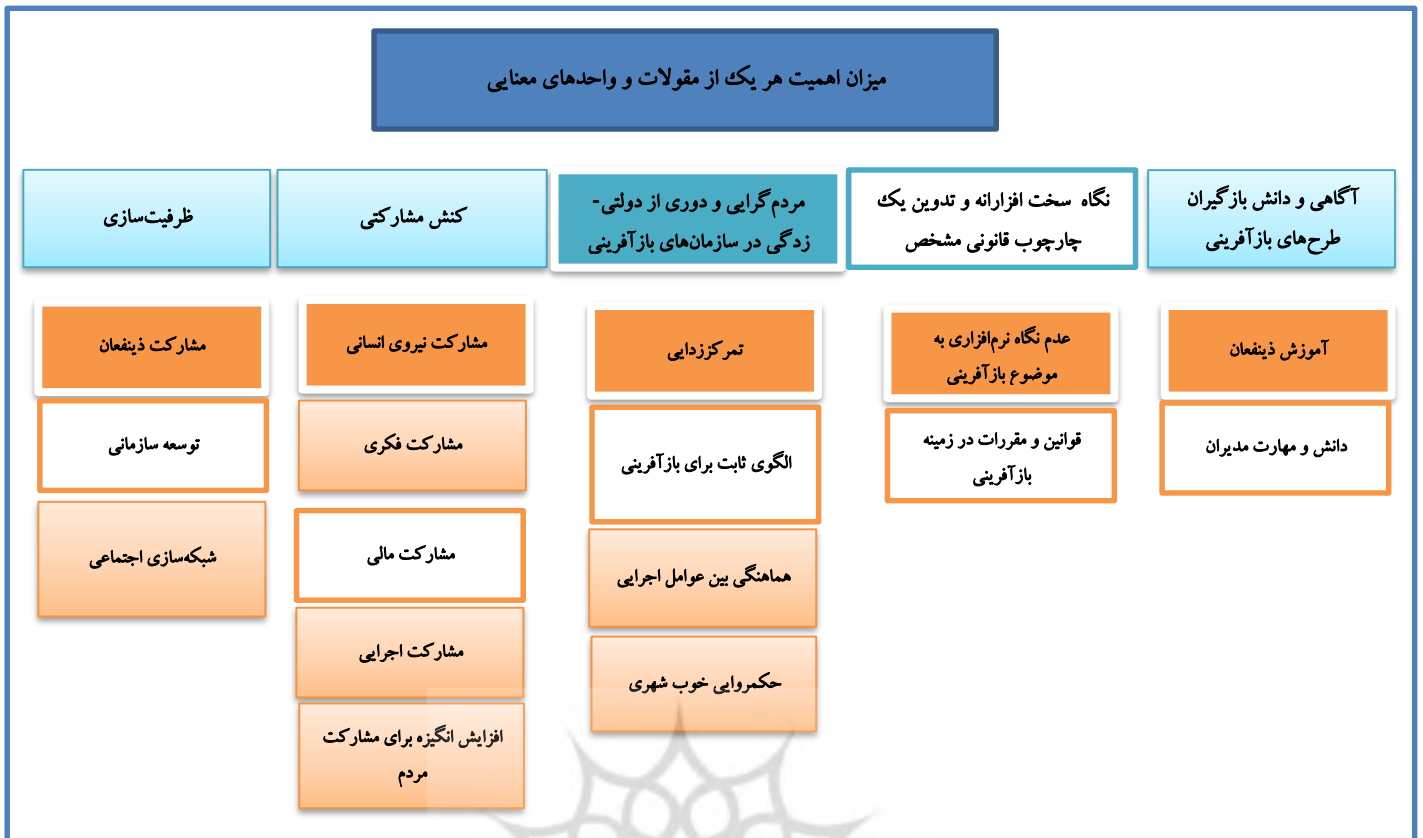 میزان اهمیت هر یک از مقولات و واحدهای معنایی
آگاهی و دانش بازگیران
طرح‌های بازآفرینی
آموزش ذینفعان
دانش و مهارت مدیران
نگاه سخت افزارانه و تدوین یک
چارچوب قانونی مشخص
عدم نگاه نرم‌افزاری به
موضوع بازآفرینی
قوانین و مقررات در زمینه
بازآفرینی
مردم‌گرایی و دوری از دولتی-
زدگی در سازمان‌های بازآفرینی
تمرکززدایی
الگوی ثابت برای بازآفرینی
هماهنگی بین عوامل اجرایی
حکمروایی خوب شهری
کنش مشارکتی
مشارکت نیروی انسانی
مشارکت فکری
مشارکت مالی
مشارکت اجرایی
افزایش انگیزه برای مشارکت
مردم
ظرفیت‌سازی
مشارکت ذینفعان
توسعه سازمانی
شبکه‌سازی اجتماعی